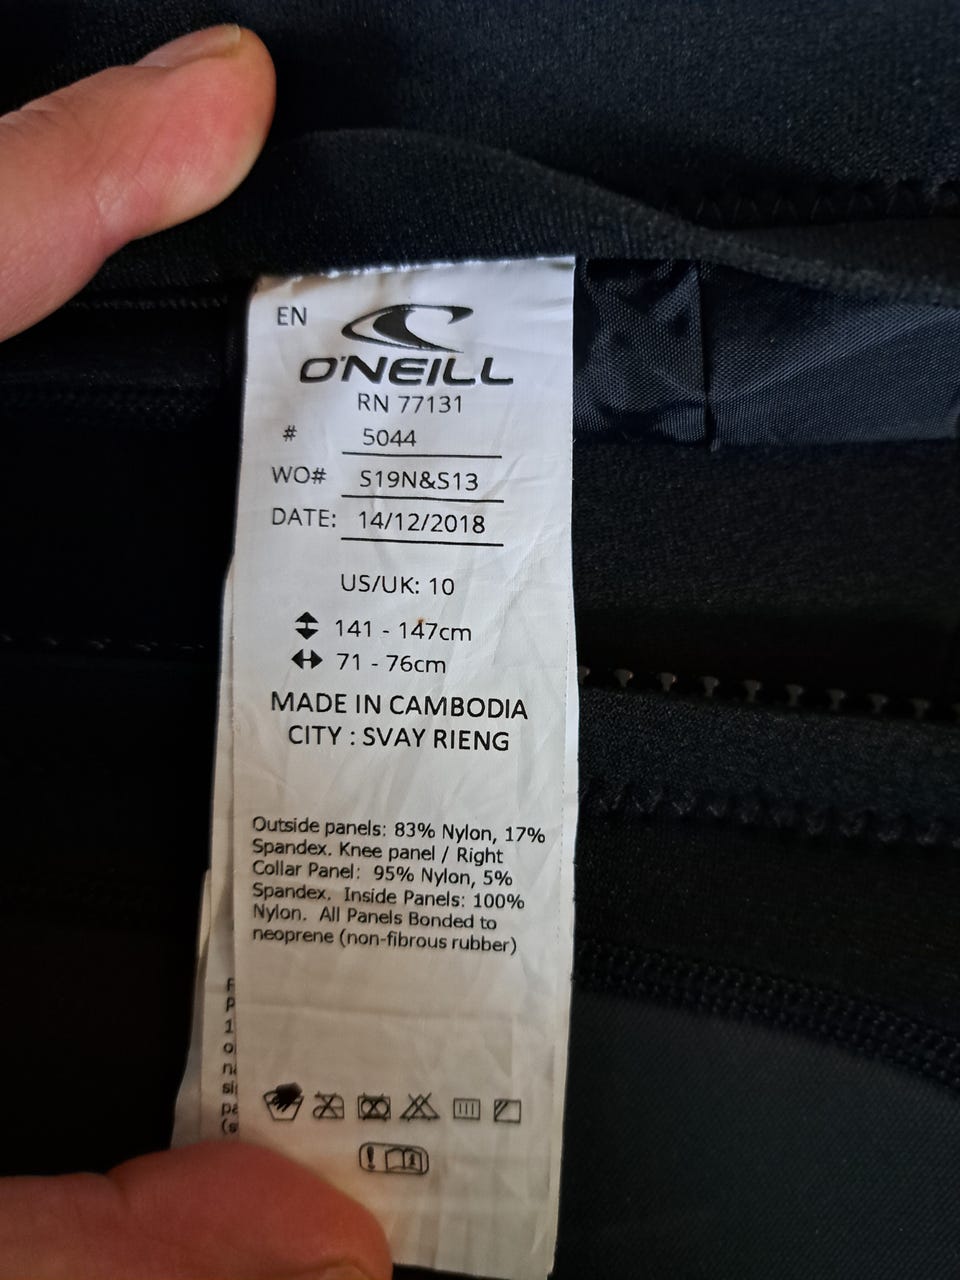 EN
O'NEILL
RN 77131
# 5044
WO# S19N&S13
DATE: 14/12/2018
US/UK: 10
141 - 147cm
71 - 76cm
MADE IN CAMBODIA
CITY : SVAY RIENG
Outside panels: 83% Nylon, 17%
Spandex. Knee panel / Right
Collar Panel: 95% Nylon, 5%
Spandex. Inside Panels: 100%
Nylon. All Panels Bonded to
neoprene (non-fibrous rubber)